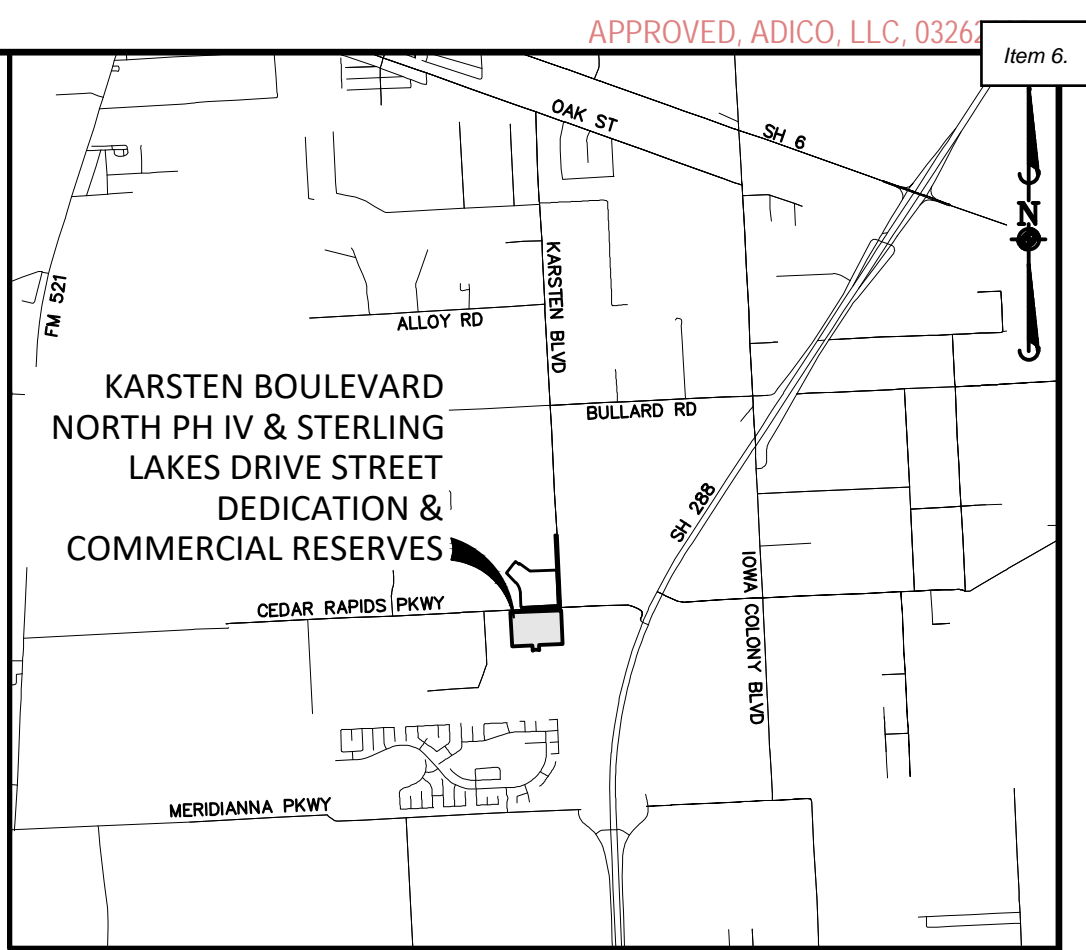 APPROVED, ADICO, LLC, 03262
Item 6.
OAK ST
SH 6
N
KARSTEN BLVD
FM 521
ALLOY RD
KARSTEN BOULEVARD
NORTH PH IV & STERLING
LAKES DRIVE STREET
DEDICATION &
COMMERCIAL RESERVES
BULLARD RD
SH 288
IOWA COLONY BLVD
CEDAR RAPIDS PKWY
MERIDIANNA PKWY